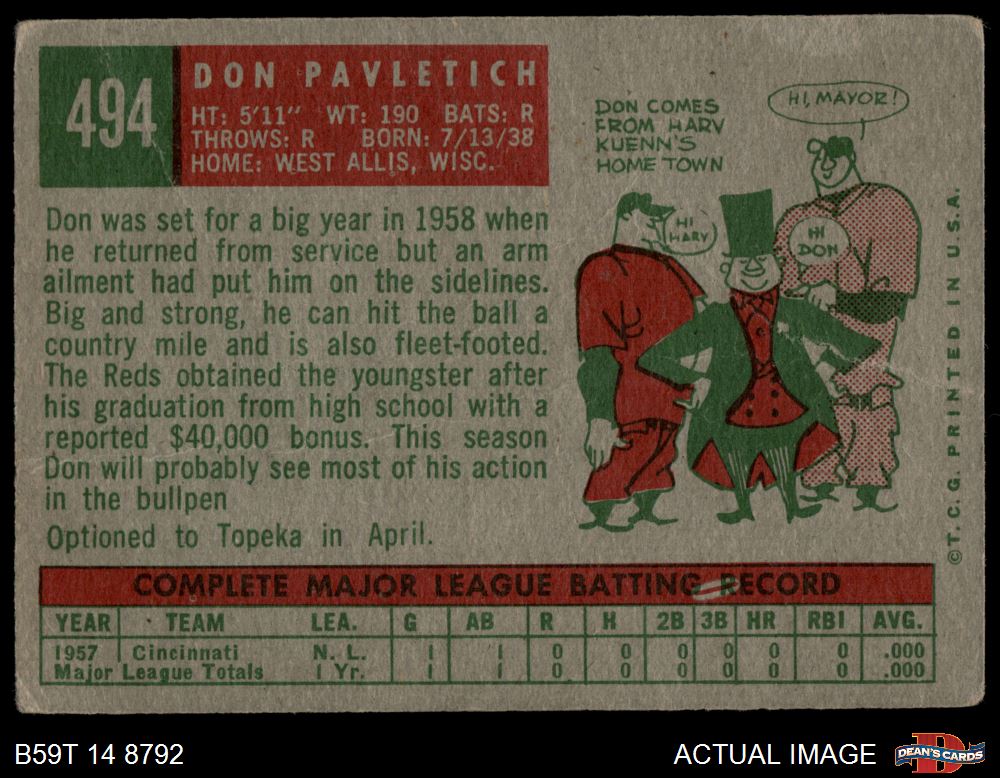 494
DON PAVLETICH
HT: 5'11" WT: 190 BATS: R
THROWS: R BORN: 7/13/38
HOME: WEST ALLIS, WISC.
Don was set for a big year in 1958 when
he returned from service but an arm
ailment had put him on the sidelines.
Big and strong, he can hit the ball a
country mile and is also fleet-footed.
The Reds obtained the youngster after
his graduation from high school with a
reported $40,000 bonus. This season
Don will probably see most of his action
in the bullpen
Optioned to Topeka in April.
DON COMES
FROM HARV
KUENN'S
HOME TOWN
HI, MAYOR!
HI
HARV
HI
DON
© T. C. G. PRINTED IN U.S.A.
COMPLETE MAJOR LEAGUE BATTING RECORD
YEAR TEAM LEA. G AB R H 2B 3B HR RBI AVG.
1957 Cincinnati N. L. 1 1 0 0 0 0 0 0 .000
Major League Totals 1 Yr. 1 1 0 0 0 0 0 0 .000
B59T 14 8792
ACTUAL IMAGE
D
DEAN'S CARDS